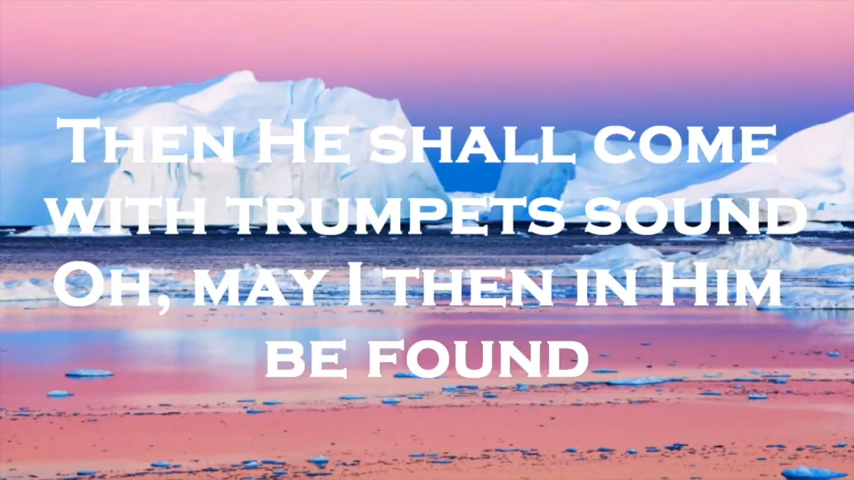 Then He shall come
with trumpets sound
Oh, may I then in Him
be found